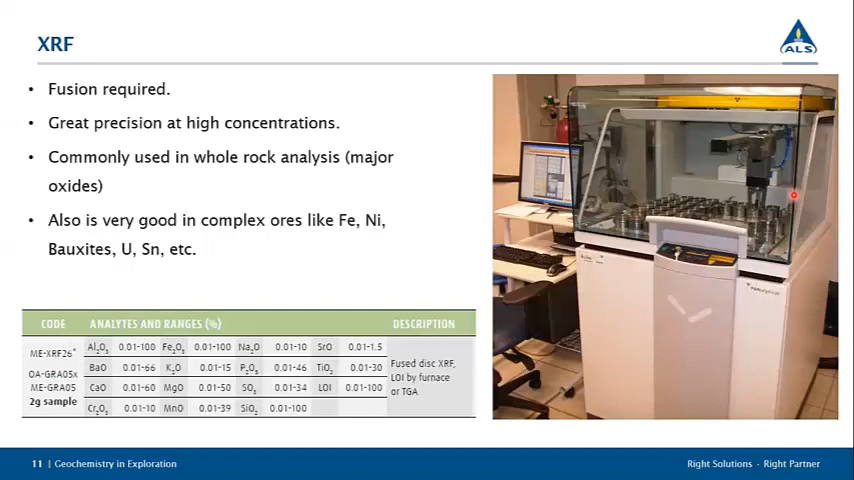 XRF
ALS
• Fusion required.
• Great precision at high concentrations.
• Commonly used in whole rock analysis (major
oxides)
• Also is very good in complex ores like Fe, Ni,
Bauxites, U, Sn, etc.
CODE ANALYTES AND RANGES (%) DESCRIPTION
ME-XRF26*
OA-GRA05x
ME-GRA05
2g sample
Al₂O₃ 0.01-100 Fe₂O₃ 0.01-100 Na₂O 0.01-10 SrO 0.01-1.5
BaO 0.01-66 K₂O 0.01-15 P₂O₅ 0.01-46 TiO₂ 0.01-30
CaO 0.01-60 MgO 0.01-50 SO₃ 0.01-34 LOI 0.01-100
Cr₂O₃ 0.01-10 MnO 0.01-39 SiO₂ 0.01-100
Fused disc XRF,
LOI by furnace
or TGA
11 | Geochemistry in Exploration
Right Solutions · Right Partner